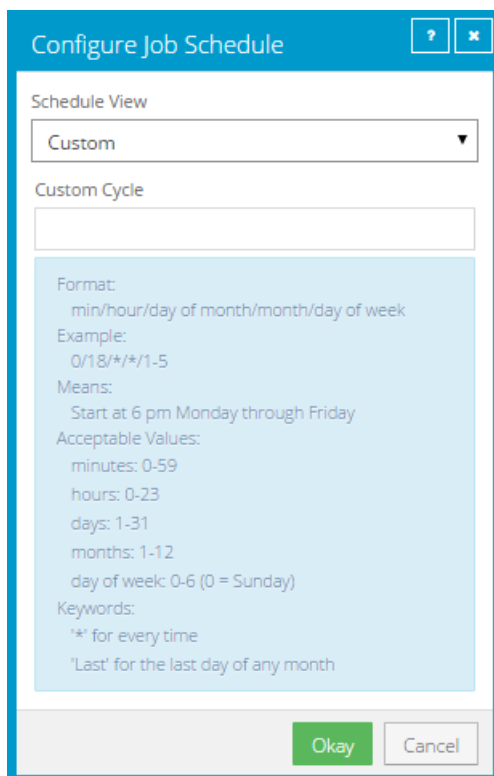 Configure Job Schedule
?
×
Schedule View
Custom
Custom Cycle
Format:
min/hour/day of month/month/day of week
Example:
0/18/*/*/1-5
Means:
Start at 6 pm Monday through Friday
Acceptable Values:
minutes: 0-59
hours: 0-23
days: 1-31
months: 1-12
day of week: 0-6 (0 = Sunday)
Keywords:
'*' for every time
'Last' for the last day of any month
Okay
Cancel